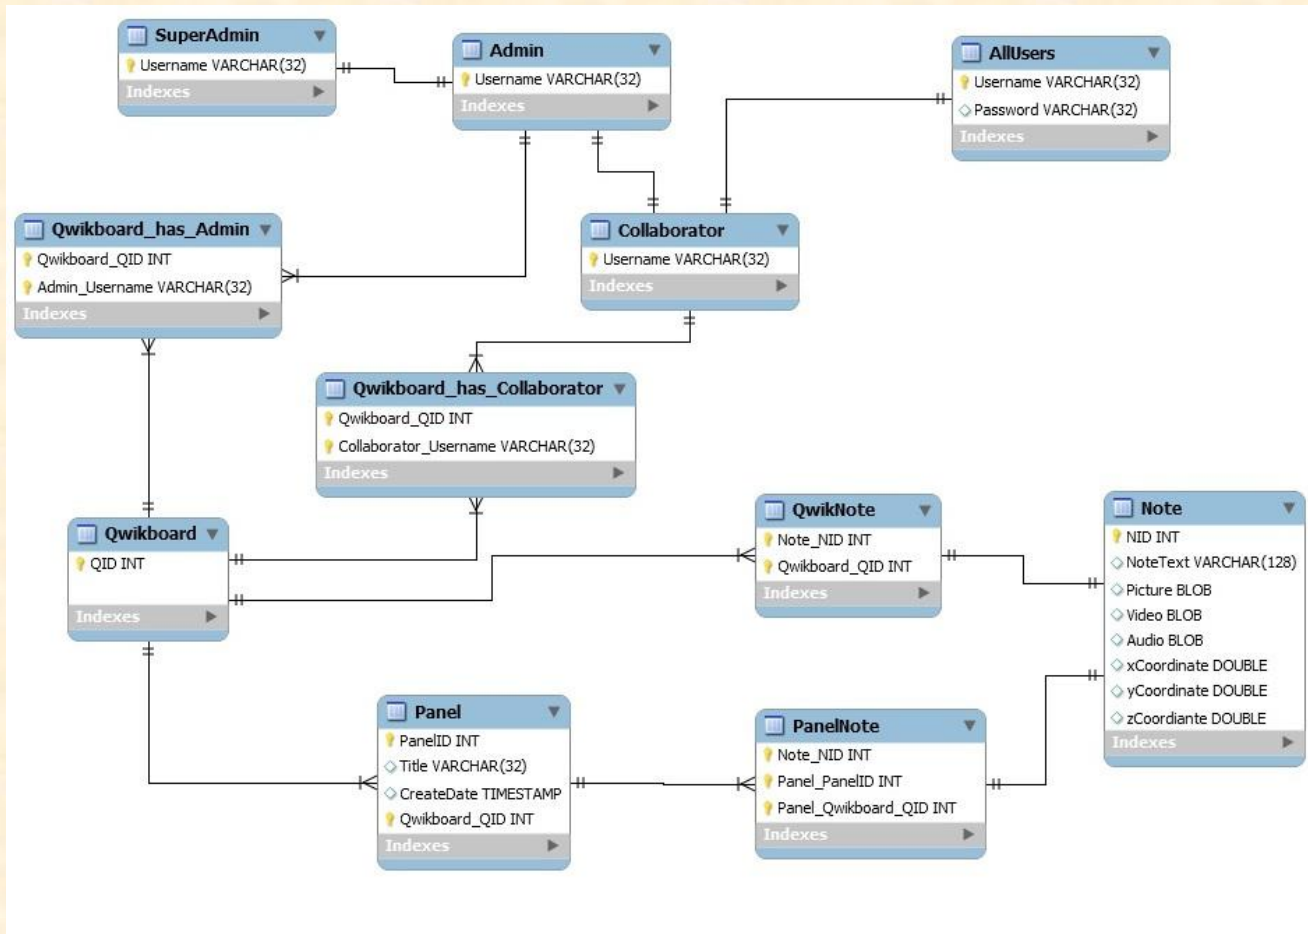 SuperAdmin
Username VARCHAR(32)
Indexes
Admin
Username VARCHAR(32)
Indexes
AllUsers
Username VARCHAR(32)
Password VARCHAR(32)
Indexes
Qwikboard_has_Admin
Qwikboard_QID INT
Admin_Username VARCHAR(32)
Indexes
Collaborator
Username VARCHAR(32)
Indexes
Qwikboard_has_Collaborator
Qwikboard_QID INT
Collaborator_Username VARCHAR(32)
Indexes
Qwikboard
QID INT
Indexes
QwikNote
Note_NID INT
Qwikboard_QID INT
Indexes
Note
NID INT
NoteText VARCHAR(128)
Picture BLOB
Video BLOB
Audio BLOB
xCoordinate DOUBLE
yCoordinate DOUBLE
zCoordiante DOUBLE
Indexes
Panel
PanelID INT
Title VARCHAR(32)
CreateDate TIMESTAMP
Qwikboard_QID INT
Indexes
PanelNote
Note_NID INT
Panel_PanelID INT
Panel_Qwikboard_QID INT
Indexes